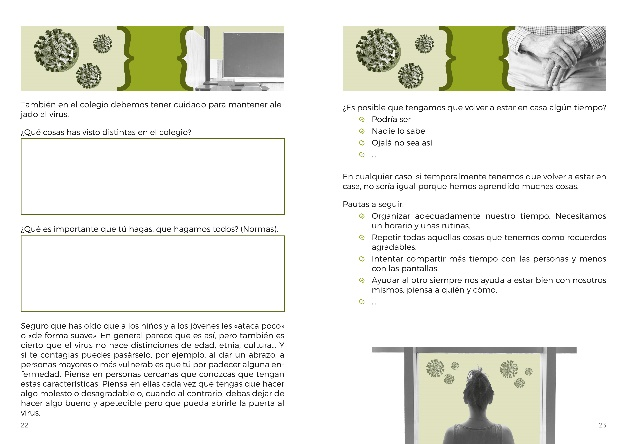 También en el colegio debemos tener cuidado para mantener ale
jado el virus.
¿Qué cosas has visto distintas en el colegio?
¿Qué es importante que tú hagas, que hagamos todos? (Normas).
Seguro que has oído que a los niños y a los jóvenes les «ataca poco»
o «de forma suave». En general parece que es así, pero también es
cierto que el virus no hace distinciones de edad, etnia, cultura... Y
si te contagias puedes pasárselo, por ejemplo, al dar un abrazo, a
personas mayores o más vulnerables que tú por padecer alguna en-
fermedad. Piensa en personas cercanas que conozcas que tengan
estas características. Piensa en ellas cada vez que tengas que hacer
algo molesto o desagradable o, cuando al contrario, debas dejar de
hacer algo bueno y apetecible pero que pueda abrirle la puerta al
virus.
22
¿Es posible que tengamos que volver a estar en casa algún tiempo?
Podría ser
Nadie lo sabe
Ojalá no sea así
...
En cualquier caso, si temporalmente tenemos que volver a estar en
casa, no sería igual porque hemos aprendido muchas cosas.
Pautas a seguir
Organizar adecuadamente nuestro tiempo. Necesitamos
un horario y unas rutinas.
Repetir todas aquellas cosas que tenemos como recuerdos
agradables.
Intentar compartir más tiempo con las personas y menos
con las pantallas.
Ayudar al otro siempre nos ayuda a estar bien con nosotros
mismos, piensa a quién y cómo.
...
23